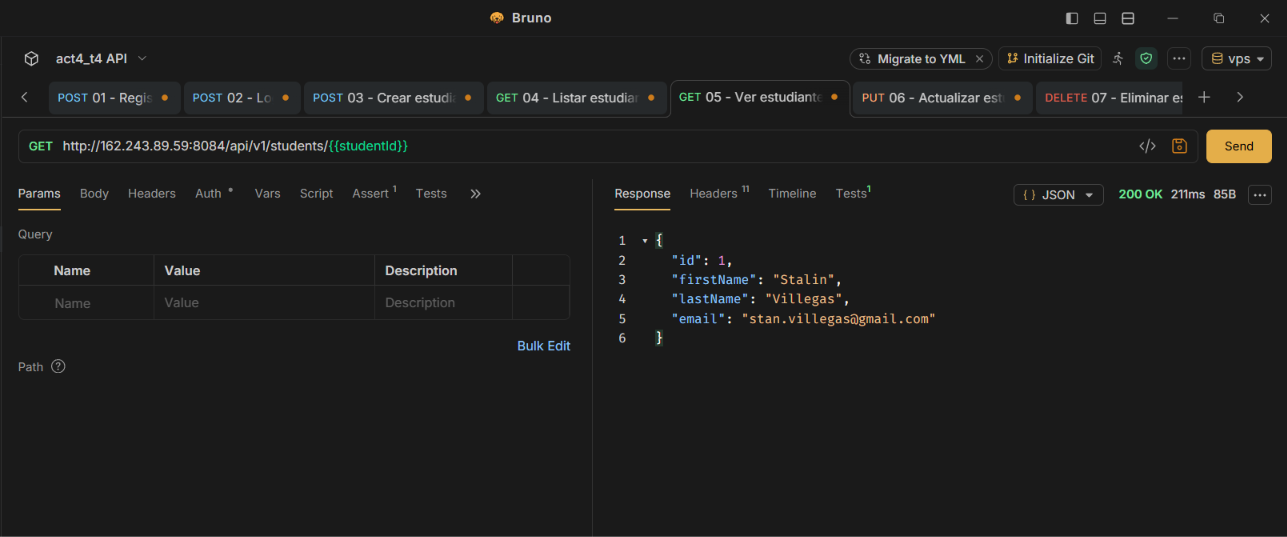 Bruno
act4_t4 API
Migrate to YML
Initialize Git
vps
POST 01 - Regis
POST 02 - Lo
POST 03 - Crear estudi
GET 04 - Listar estudiar
GET 05 - Ver estudiante
PUT 06 - Actualizar est
DELETE 07 - Eliminar es
GET http://162.243.89.59:8084/api/v1/students/{{studentId}}
Send
Params Body Headers Auth Vars Script Assert 1 Tests
Query
Name Value Description
Name Value Description
Bulk Edit
Path ?
Response Headers 11 Timeline Tests 1
{ } JSON 200 OK 211ms 85B
1 {
2 "id": 1,
3 "firstName": "Stalin",
4 "lastName": "Villegas",
5 "email": "stan.villegas@gmail.com"
6 }